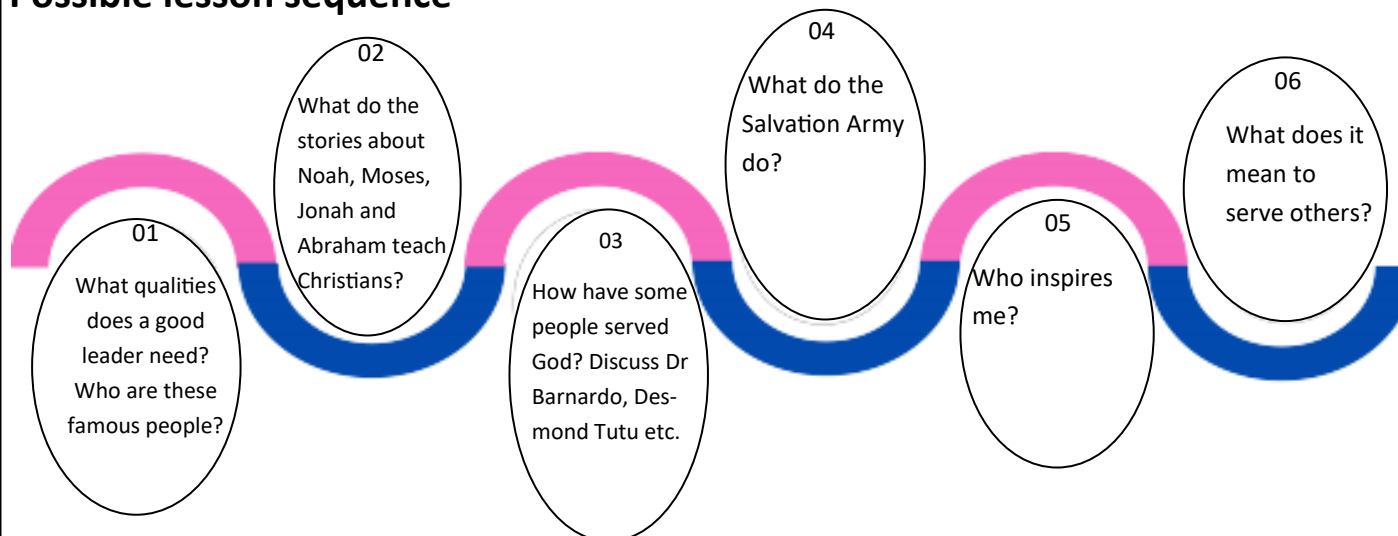 Possible lesson sequence
01
What qualities
does a good
leader need?
Who are these
famous people?
02
What do the
stories about
Noah, Moses,
Jonah and
Abraham teach
Christians?
03
How have some
people served
God? Discuss Dr
Barnardo, Des-
mond Tutu etc.
04
What do the
Salvation Army
do?
05
Who inspires
me?
06
What does it
mean to
serve others?